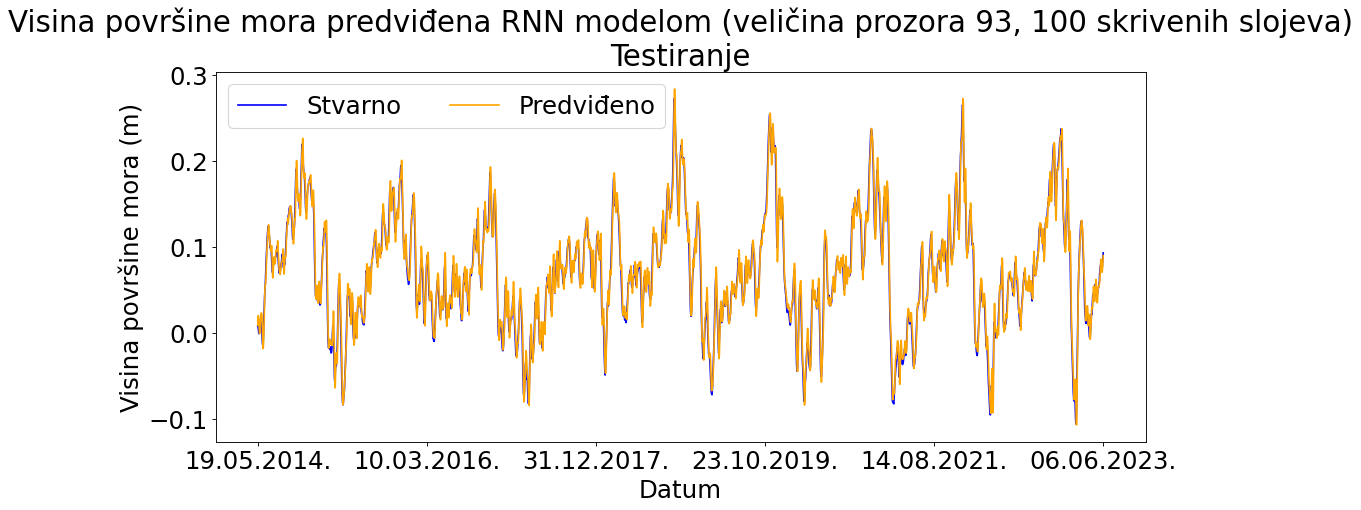 Visina površine mora predviđena RNN modelom (veličina prozora 93, 100 skrivenih slojeva)
Testiranje
Stvarno
Predviđeno
Visina površine mora (m)
0.3
0.2
0.1
0.0
−0.1
19.05.2014.
10.03.2016.
31.12.2017.
23.10.2019.
14.08.2021.
06.06.2023.
Datum